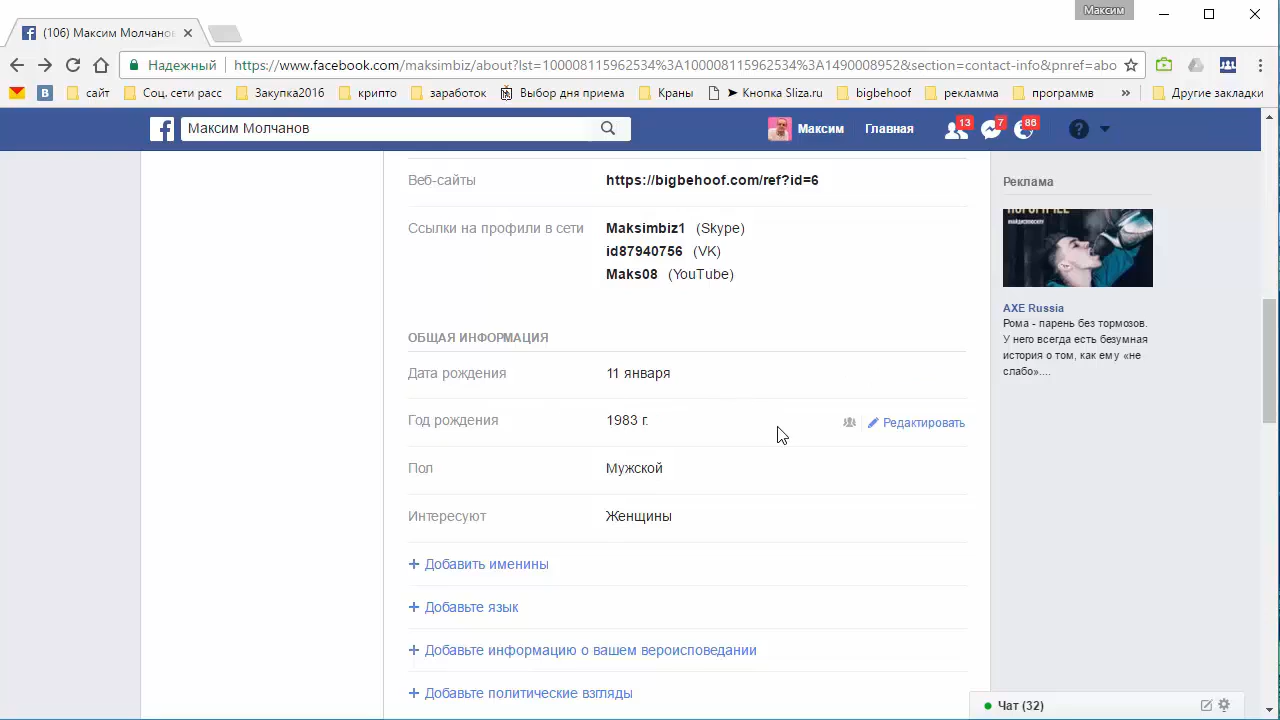 Максим
(106) Максим Молчанов
Надежный https://www.facebook.com/maksimbiz/about?lst=100008115962534%3A100008115962534%3A1490008952&section=contact-info&pnref=abo
сайт Соц. сети расс Закупка2016 крипто заработок Выбор дня приема Краны ➤ Кнопка Sliza.ru bigbehoof рекламма программв » Другие закладки
Максим Молчанов Максим Главная 13 7 86
Веб-сайты https://bigbehoof.com/ref?id=6
Ссылки на профили в сети Maksimbiz1 (Skype)
id87940756 (VK)
Maks08 (YouTube)
ОБЩАЯ ИНФОРМАЦИЯ
Дата рождения 11 января
Год рождения 1983 г. Редактировать
Пол Мужской
Интересуют Женщины
+ Добавить именины
+ Добавьте язык
+ Добавьте информацию о вашем вероисповедании
+ Добавьте политические взгляды
Реклама
AXE Russia
Рома - парень без тормозов.
У него всегда есть безумная
история о том, как ему «не
слабо»....
Чат (32)